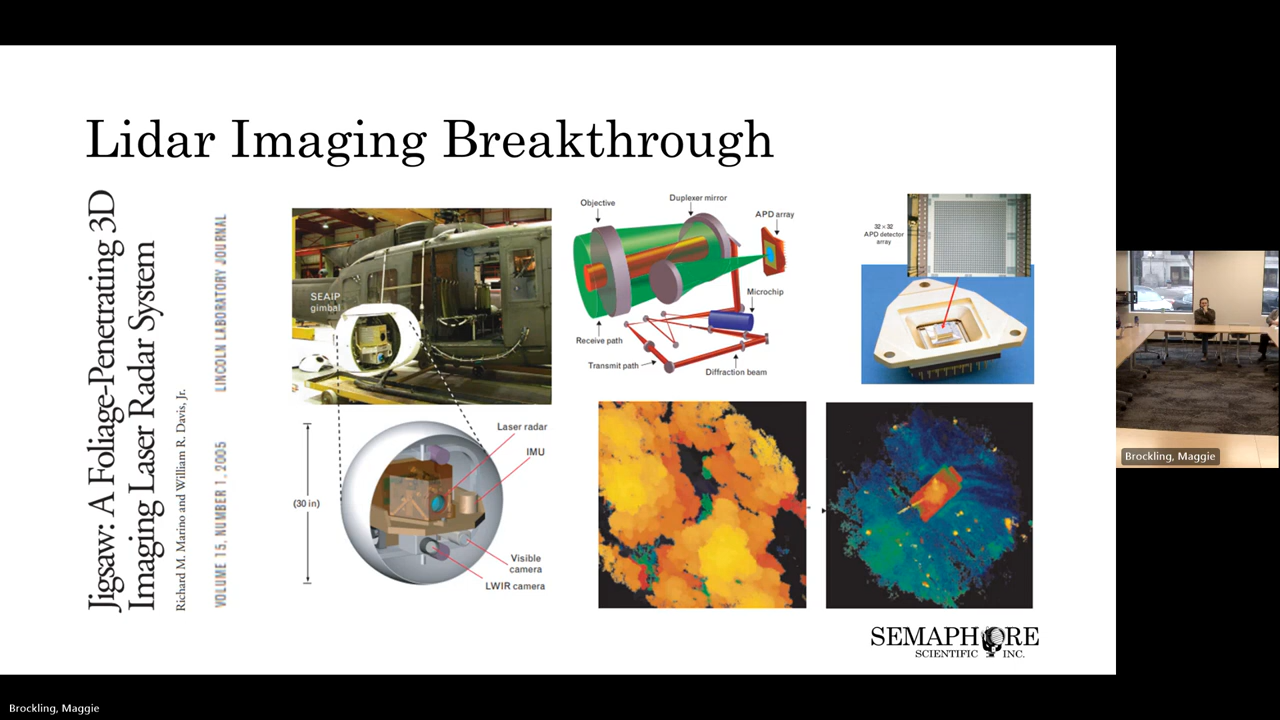 Lidar Imaging Breakthrough
Jigsaw: A Foliage-Penetrating 3D
Imaging Laser Radar System
Richard M. Marino and William R. Davis, Jr.
VOLUME 15, NUMBER 1, 2005
LINCOLN LABORATORY JOURNAL
SEAIP
gimbal
Objective
Duplexer mirror
APD array
Microchip
Receive path
Transmit path
Diffraction beam
32 × 32
APD detector
array
Laser radar
IMU
(30 in)
Visible
camera
LWIR camera
SEMAPHORE
SCIENTIFIC INC.
Brockling, Maggie
Brockling, Maggie